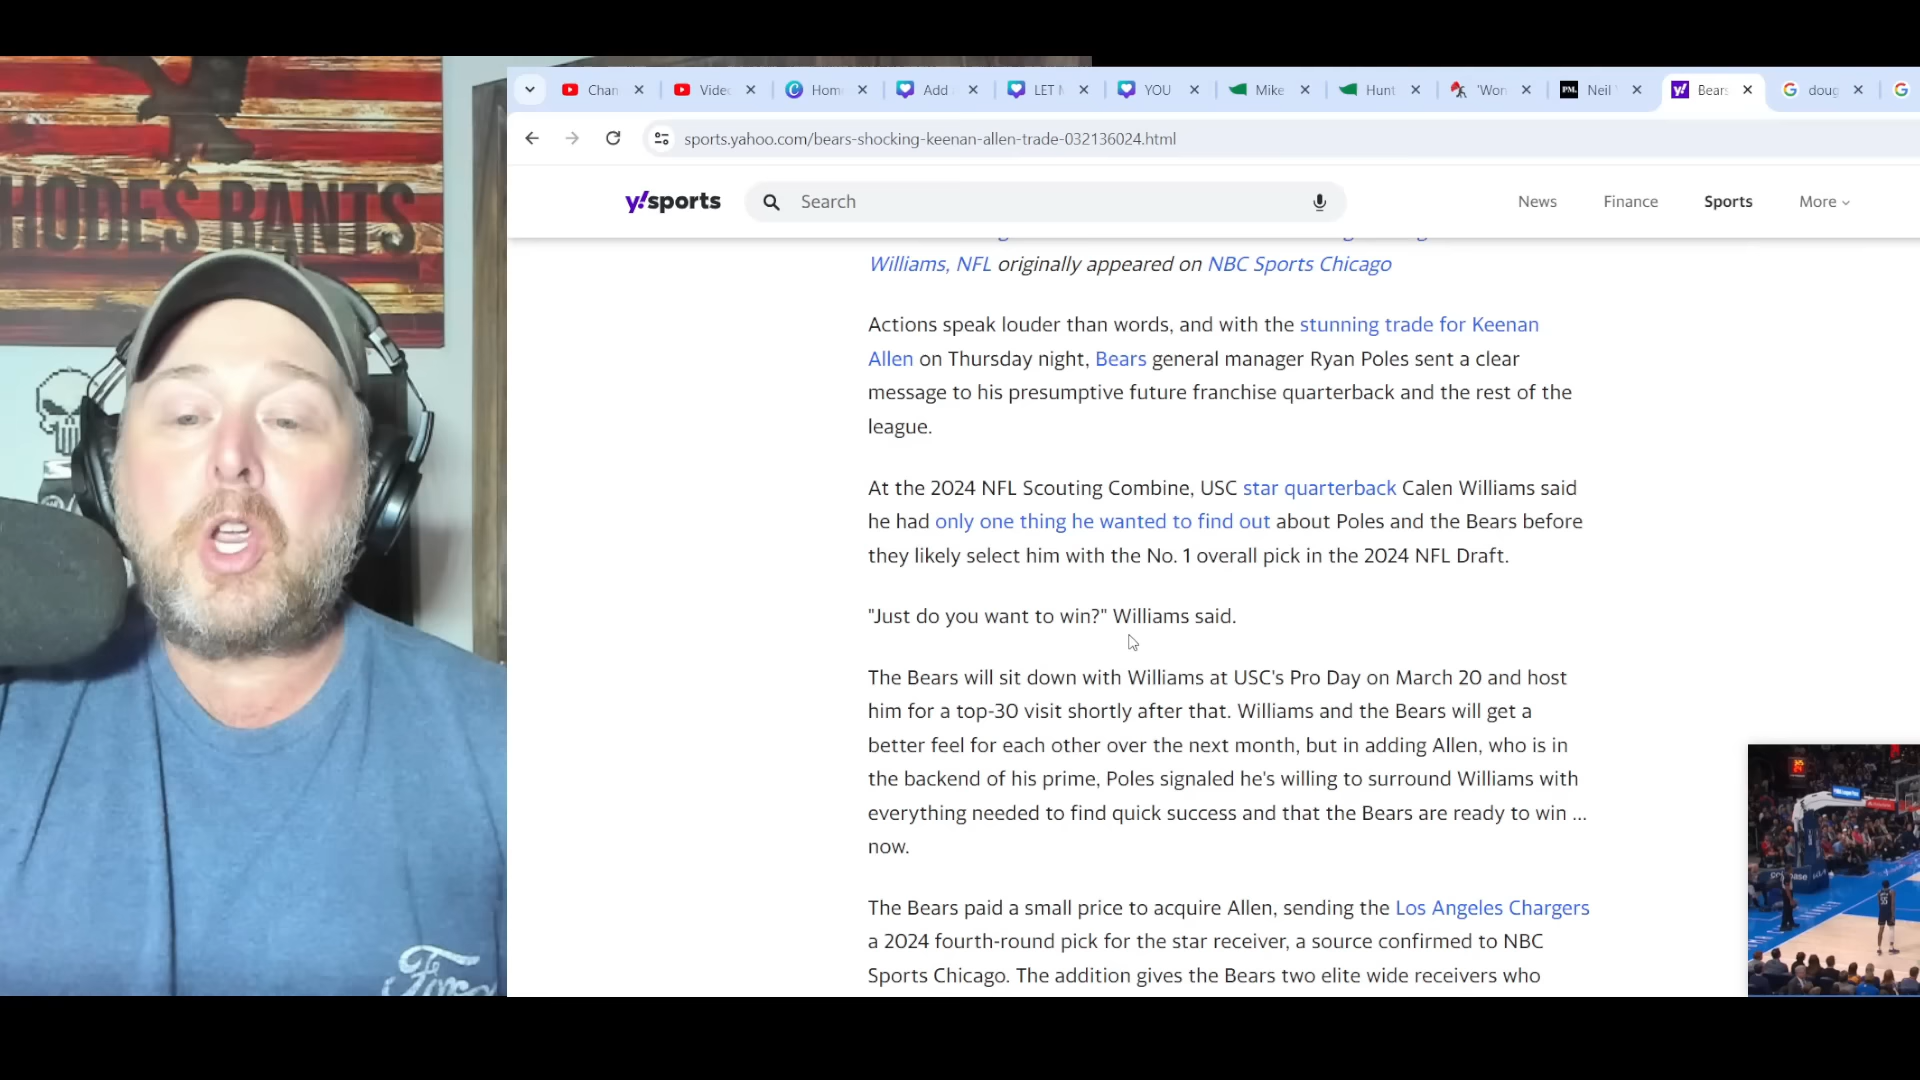 HODES RANTS
Ford
Chan
Vide
Hom
Add
LET
YOU
Mike
Hunt
'Won
PM.
Neil
Bears
doug
sports.yahoo.com/bears-shocking-keenan-allen-trade-032136024.html
y!sports
Search
News
Finance
Sports
More
Williams, NFL originally appeared on NBC Sports Chicago
Actions speak louder than words, and with the stunning trade for Keenan
Allen on Thursday night, Bears general manager Ryan Poles sent a clear
message to his presumptive future franchise quarterback and the rest of the
league.
At the 2024 NFL Scouting Combine, USC star quarterback Calen Williams said
he had only one thing he wanted to find out about Poles and the Bears before
they likely select him with the No. 1 overall pick in the 2024 NFL Draft.
"Just do you want to win?" Williams said.
The Bears will sit down with Williams at USC's Pro Day on March 20 and host
him for a top-30 visit shortly after that. Williams and the Bears will get a
better feel for each other over the next month, but in adding Allen, who is in
the backend of his prime, Poles signaled he's willing to surround Williams with
everything needed to find quick success and that the Bears are ready to win ...
now.
The Bears paid a small price to acquire Allen, sending the Los Angeles Chargers
a 2024 fourth-round pick for the star receiver, a source confirmed to NBC
Sports Chicago. The addition gives the Bears two elite wide receivers who